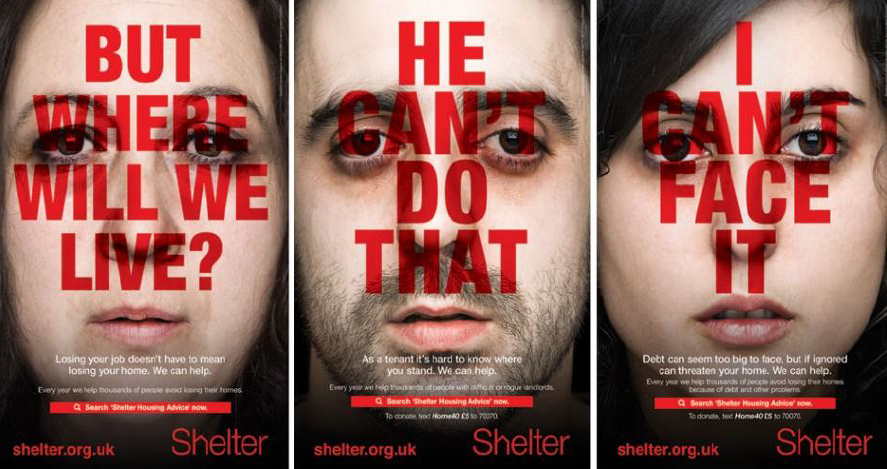 BUT
WHERE
WILL WE
LIVE?
Losing your job doesn't have to mean
losing your home. We can help.
Every year we help thousands of people avoid losing their homes.
Search 'Shelter Housing Advice' now.
shelter.org.uk
Shelter
HE
CAN'T
DO
THAT
As a tenant it's hard to know where
you stand. We can help.
Every year we help thousands of people with difficult or rogue landlords.
Search 'Shelter Housing Advice' now.
To donate, text Home40 £5 to 70070.
shelter.org.uk
Shelter
I
CAN'T
FACE
IT
Debt can seem too big to face, but if ignored
can threaten your home. We can help.
Every year we help thousands of people avoid losing their homes
because of debt and other problems.
Search 'Shelter Housing Advice' now.
To donate, text Home40 £5 to 70070.
shelter.org.uk
Shelter